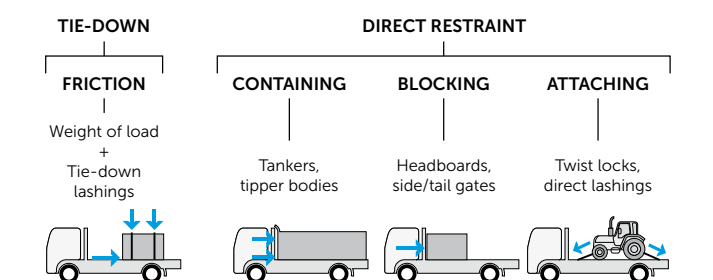 TIE-DOWN
DIRECT RESTRAINT
FRICTION
CONTAINING
BLOCKING
ATTACHING
Weight of load
+
Tie-down
lashings
Tankers,
tipper bodies
Headboards,
side/tail gates
Twist locks,
direct lashings